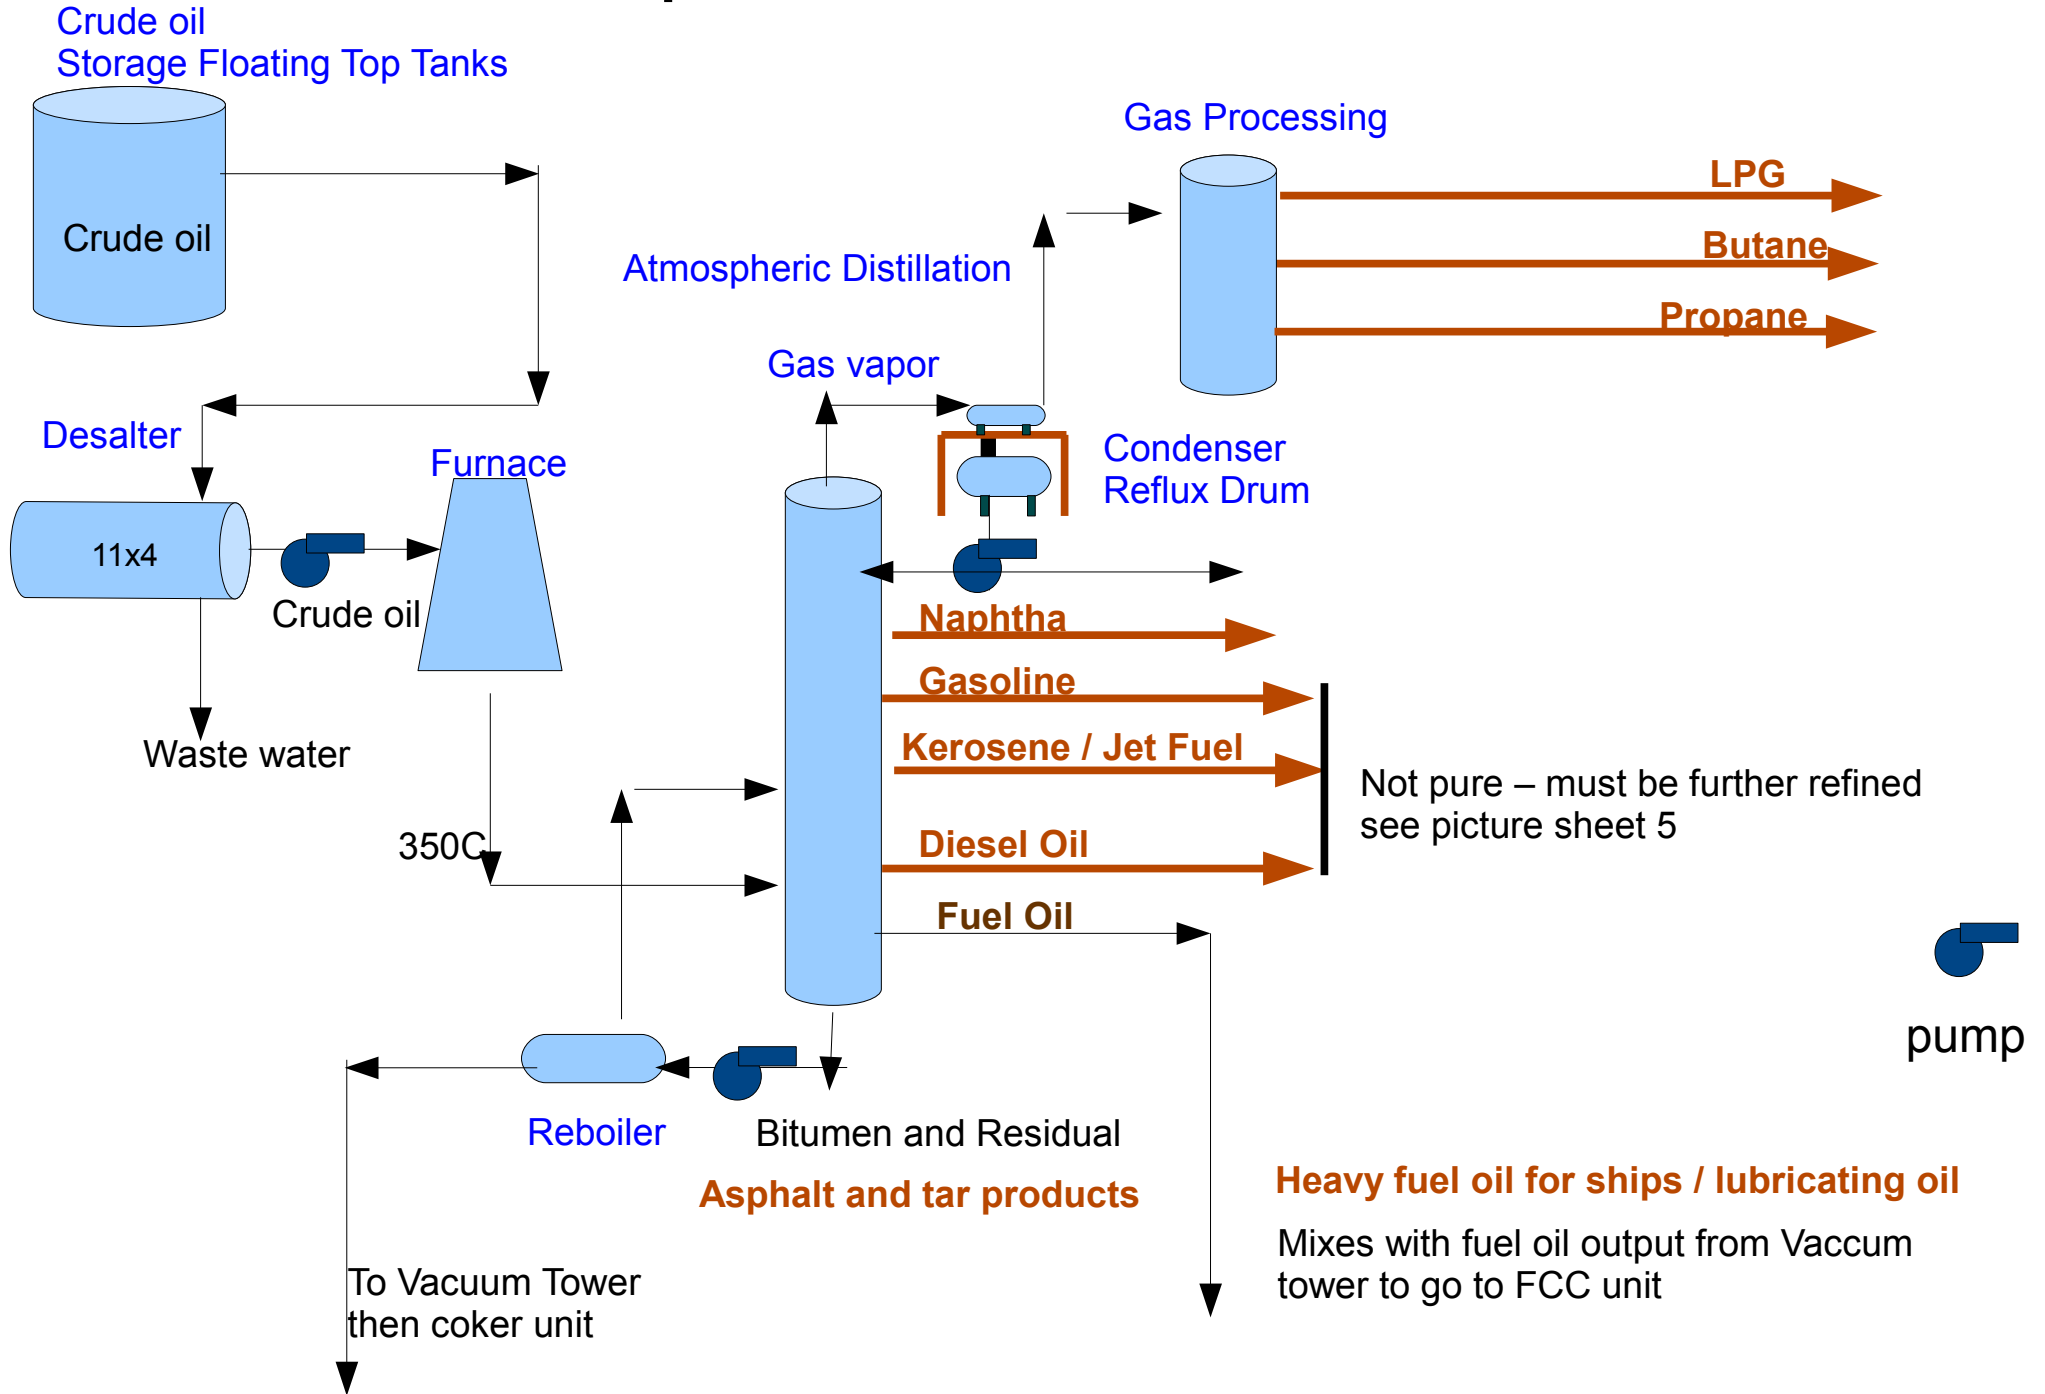 Crude oil
Storage Floating Top Tanks
Crude oil
Gas Processing
LPG
Butane
Propane
Atmospheric Distillation
Gas vapor
Desalter
Furnace
Condenser
Reflux Drum
11x4
Crude oil
Waste water
350C
Naphtha
Gasoline
Kerosene / Jet Fuel
Diesel Oil
Fuel Oil
Not pure – must be further refined
see picture sheet 5
pump
Reboiler
Bitumen and Residual
Asphalt and tar products
Heavy fuel oil for ships / lubricating oil
Mixes with fuel oil output from Vaccum
tower to go to FCC unit
To Vacuum Tower
then coker unit